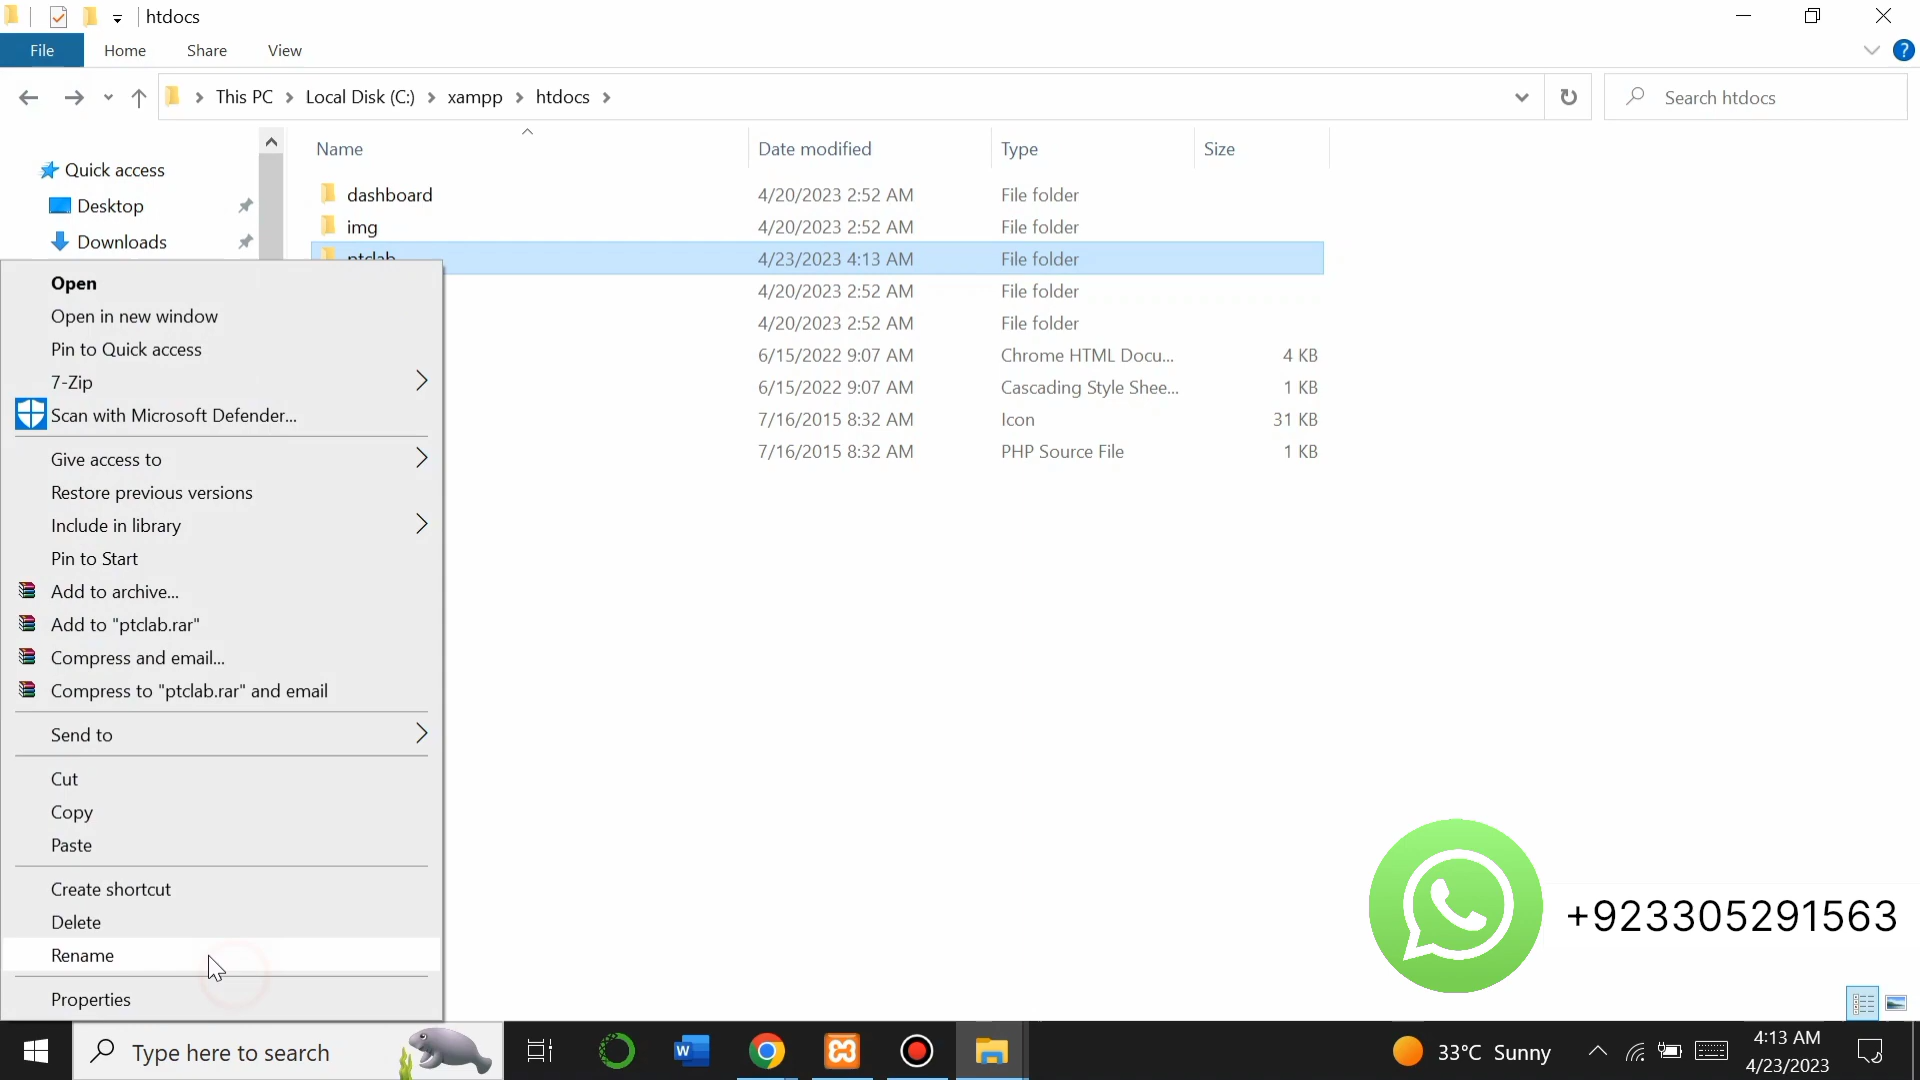 htdocs
File Home Share View
This PC Local Disk (C:) xampp htdocs
Search htdocs
Name Date modified Type Size
Quick access
Desktop
Downloads
dashboard 4/20/2023 2:52 AM File folder
img 4/20/2023 2:52 AM File folder
ptclab 4/23/2023 4:13 AM File folder
4/20/2023 2:52 AM File folder
4/20/2023 2:52 AM File folder
6/15/2022 9:07 AM Chrome HTML Docu... 4 KB
6/15/2022 9:07 AM Cascading Style Shee... 1 KB
7/16/2015 8:32 AM Icon 31 KB
7/16/2015 8:32 AM PHP Source File 1 KB
Open
Open in new window
Pin to Quick access
7-Zip
Scan with Microsoft Defender...
Give access to
Restore previous versions
Include in library
Pin to Start
Add to archive...
Add to "ptclab.rar"
Compress and email...
Compress to "ptclab.rar" and email
Send to
Cut
Copy
Paste
Create shortcut
Delete
Rename
Properties
+923305291563
Type here to search
33°C Sunny
4:13 AM
4/23/2023